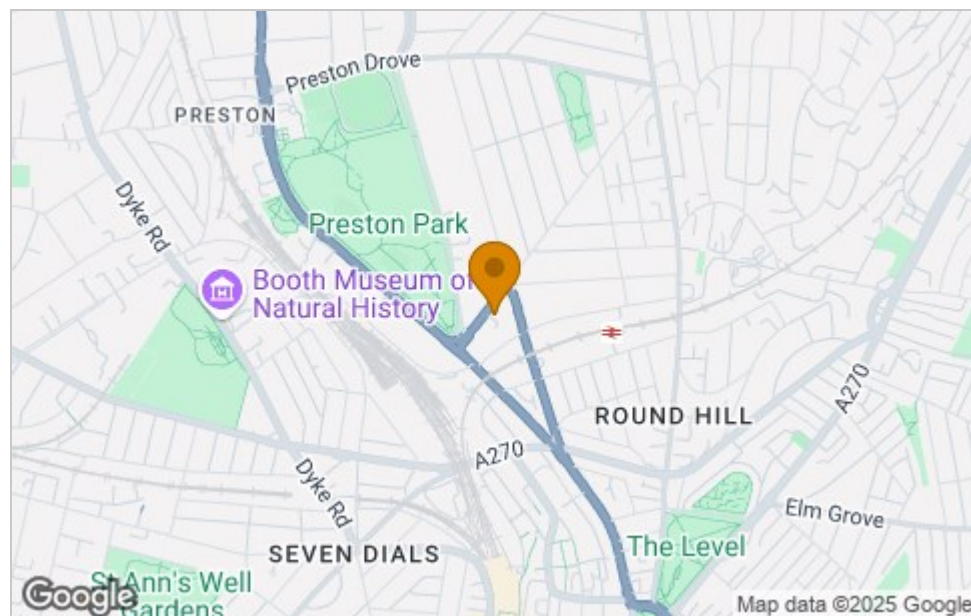 Preston Drove
PRESTON
Dyke Rd
Preston Park
Booth Museum of
Natural History
A270
ROUND HILL
A270
Dyke Rd
Elm Grove
SEVEN DIALS
The Level
St Ann's Well
Gardens
Google
Map data ©2025 Google